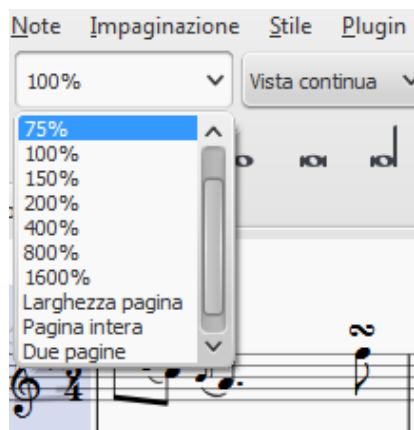 Note Impaginazione Stile Plugin
100% Vista continua
75%
100%
150%
200%
400%
800%
1600%
Larghezza pagina
Pagina intera
Due pagine